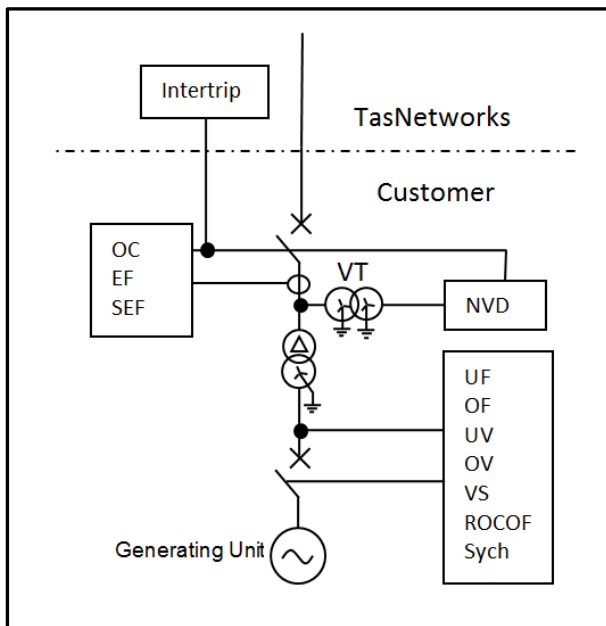 Intertrip
TasNetworks
Customer
OC
EF
SEF
VT
NVD
UF
OF
UV
OV
VS
ROCOF
Sych
Generating Unit